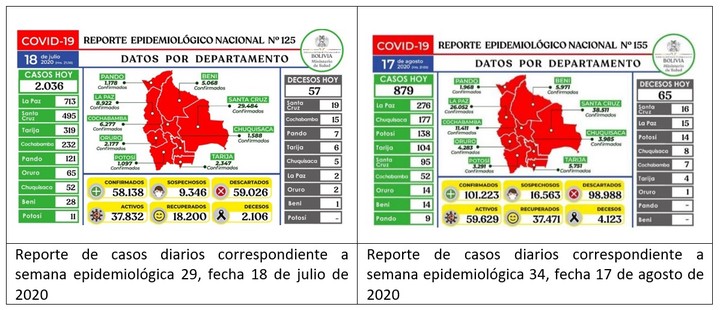 COVID-19
REPORTE EPIDEMIOLÓGICO NACIONAL Nº 125
18 de julio
2020
DATOS POR DEPARTAMENTO
BOLIVIA
Ministerio
de Salud
CASOS HOY
2.036
La Paz 713
Santa Cruz 495
Tarija 319
Cochabamba 232
Pando 121
Oruro 65
Chuquisaca 52
Beni 28
Potosí 11
PANDO
1.178
Confirmados
BENI
5.068
Confirmados
LA PAZ
8.922
Confirmados
SANTA CRUZ
29.484
Confirmados
COCHABAMBA
6.277
Confirmados
ORURO
2.177
Confirmados
CHUQUISACA
1.588
Confirmados
POTOSÍ
1.097
Confirmados
TARIJA
2.347
Confirmados
DECESOS HOY
57
Santa Cruz 19
Cochabamba 15
Pando 7
Tarija 6
Chuquisaca 5
La Paz 2
Oruro 2
Beni 1
Potosí -
CONFIRMADOS
58.138
SOSPECHOSOS
9.346
DESCARTADOS
59.026
ACTIVOS
37.832
RECUPERADOS
18.200
DECESOS
2.106
Reporte de casos diarios correspondiente a
semana epidemiológica 29, fecha 18 de julio de
2020
COVID-19
REPORTE EPIDEMIOLÓGICO NACIONAL Nº 155
17 de agosto
2020
DATOS POR DEPARTAMENTO
BOLIVIA
Ministerio
de Salud
CASOS HOY
879
La Paz 276
Chuquisaca 177
Potosí 138
Tarija 104
Santa Cruz 95
Cochabamba 52
Oruro 14
Beni 14
Pando 9
PANDO
1.968
Confirmados
BENI
5.971
Confirmados
LA PAZ
26.052
Confirmados
SANTA CRUZ
38.511
Confirmados
COCHABAMBA
11.411
Confirmados
ORURO
4.283
Confirmados
CHUQUISACA
3.985
Confirmados
POTOSÍ
3.291
Confirmados
TARIJA
5.751
Confirmados
DECESOS HOY
65
Santa Cruz 16
La Paz 15
Potosí 14
Chuquisaca 8
Cochabamba 7
Tarija 4
Oruro 1
Pando -
Beni -
CONFIRMADOS
101.223
SOSPECHOSOS
16.563
DESCARTADOS
98.988
ACTIVOS
59.629
RECUPERADOS
37.471
DECESOS
4.123
Reporte de casos diarios correspondiente a
semana epidemiológica 34, fecha 17 de agosto de
2020